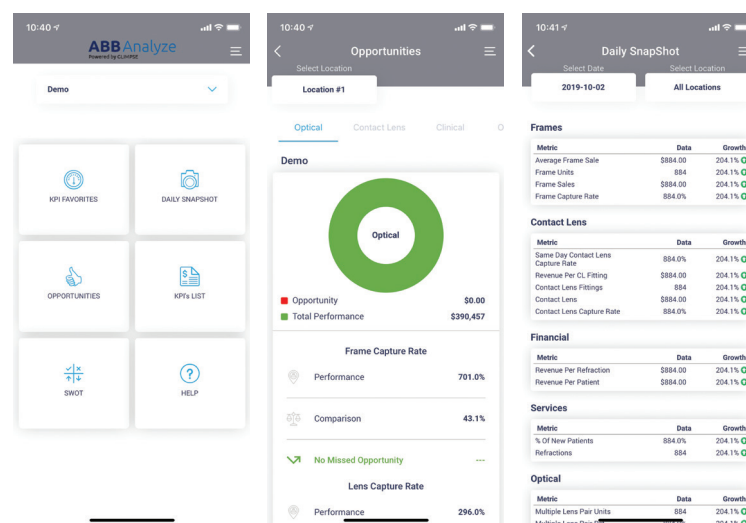 10:40
ABB Analyze
Powered by GLIMPSE
Demo
KPI FAVORITES
DAILY SNAPSHOT
OPPORTUNITIES
KPI's LIST
SWOT
HELP
10:40
Opportunities
Select Location
Location #1
Optical Contact Lens Clinical O
Demo
Optical
Opportunity $0.00
Total Performance $390,457
Frame Capture Rate
Performance 701.0%
Comparison 43.1%
No Missed Opportunity ---
Lens Capture Rate
Performance 296.0%
10:41
Daily SnapShot
Select Date Select Location
2019-10-02 All Locations
Frames
Metric Data Growth
Average Frame Sale $884.00 204.1%
Frame Units 884 204.1%
Frame Sales $884.00 204.1%
Frame Capture Rate 884.0% 204.1%
Contact Lens
Metric Data Growth
Same Day Contact Lens
Capture Rate 884.0% 204.1%
Revenue Per CL Fitting $884.00 204.1%
Contact Lens Fittings 884 204.1%
Contact Lens $884.00 204.1%
Contact Lens Capture Rate 884.0% 204.1%
Financial
Metric Data Growth
Revenue Per Refraction $884.00 204.1%
Revenue Per Patient $884.00 204.1%
Services
Metric Data Growth
% Of New Patients 884.0% 204.1%
Refractions 884 204.1%
Optical
Metric Data Growth
Multiple Lens Pair Units 884 204.1%
Multiple Lens Pair